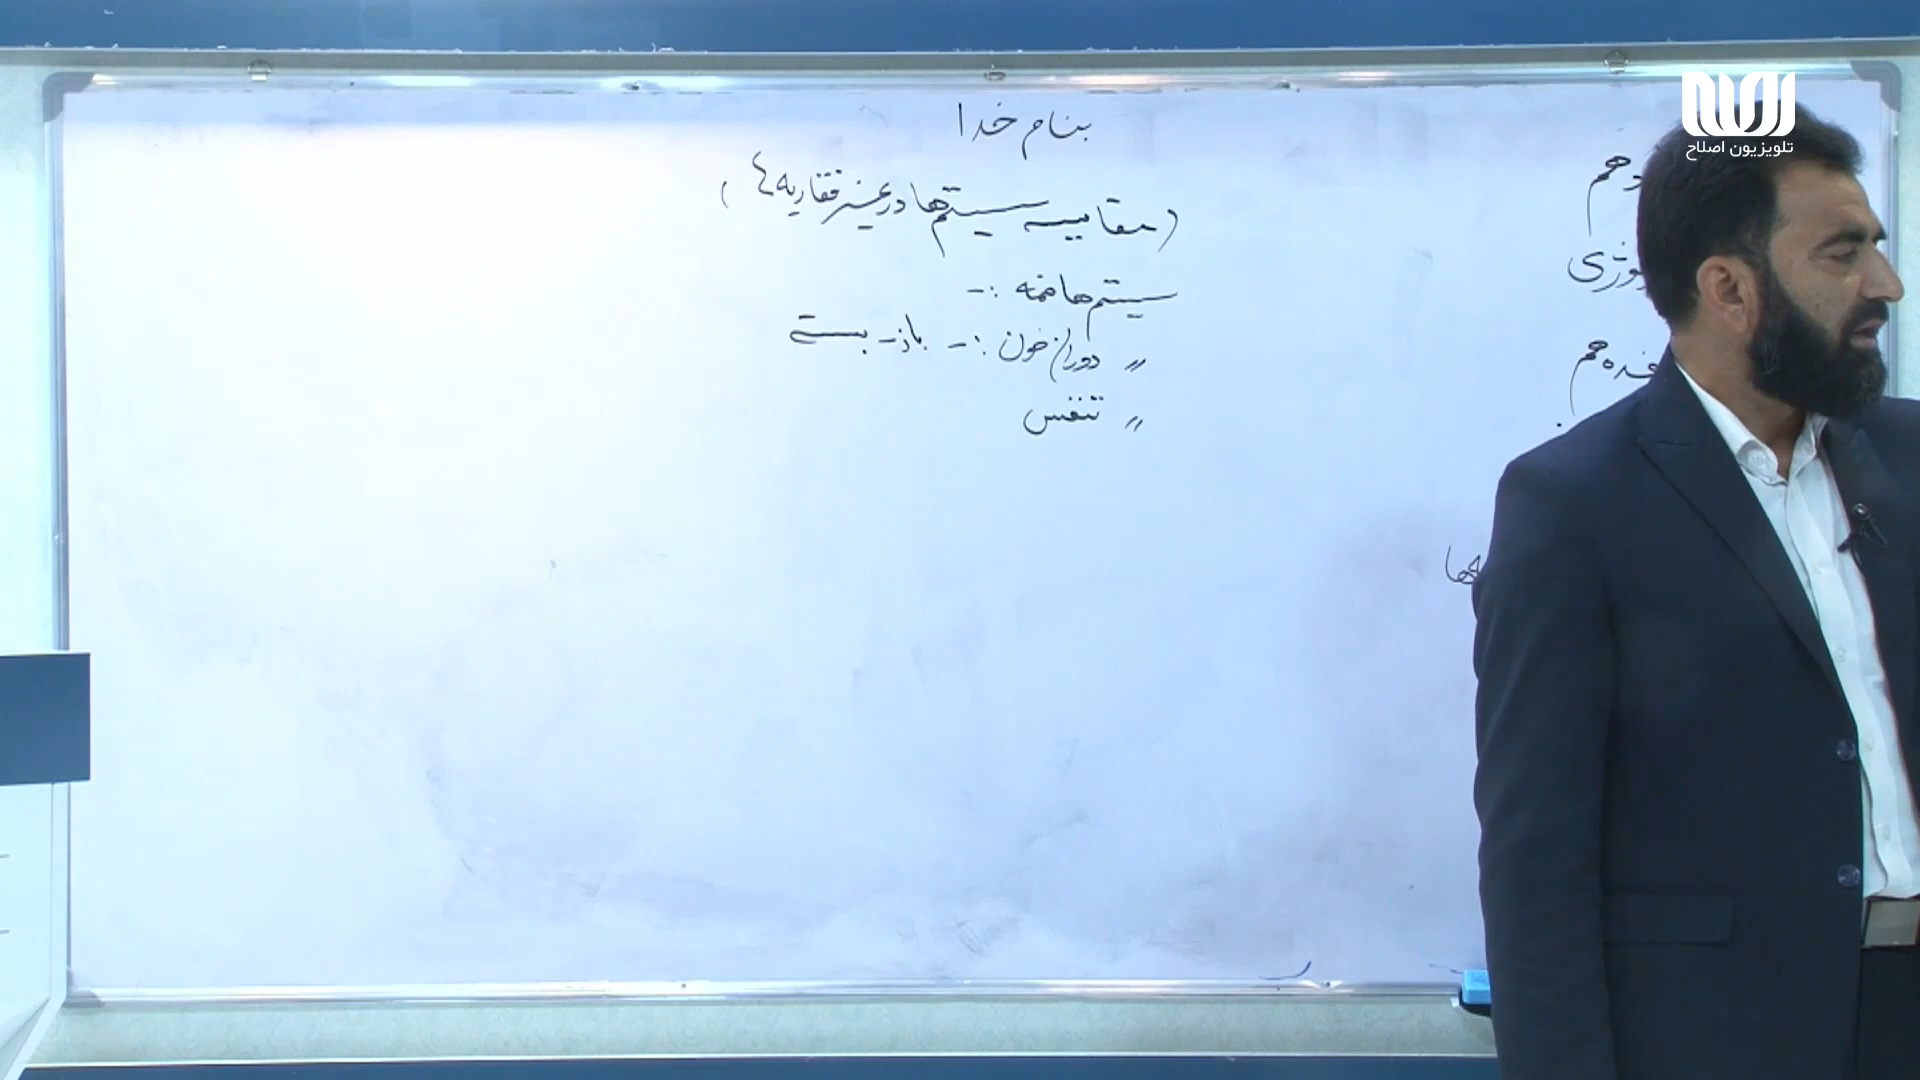 بنام خدا
(مقایسه سیستم‌ها در غیر فقاریه ها)
سیستم هاضمه :-
〃 دوران خون :- باز - بسته
〃 تنفس
تلویزیون اصلاح